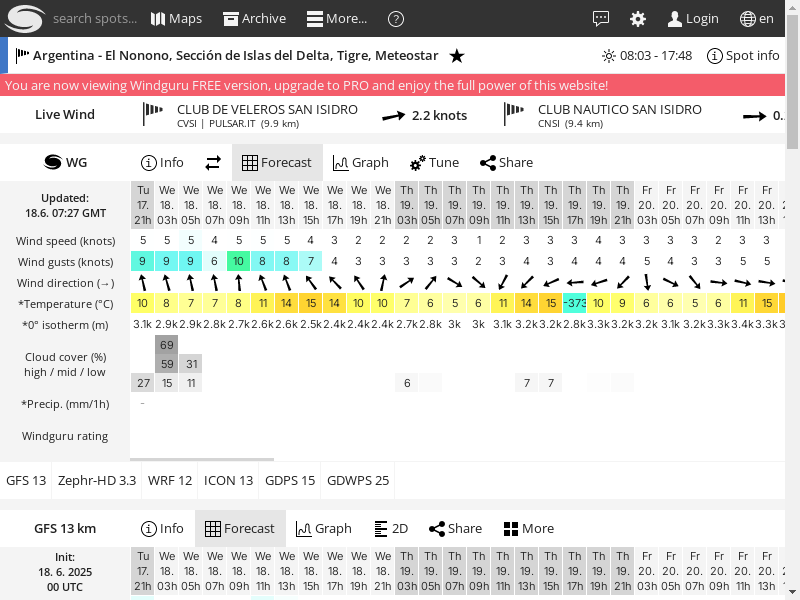 search spots... Maps Archive More... ? Login en
Argentina - El Nonono, Sección de Islas del Delta, Tigre, Meteostar ★ 08:03 - 17:48 Spot info
You are now viewing Windguru FREE version, upgrade to PRO and enjoy the full power of this website!
Live Wind
CLUB DE VELEROS SAN ISIDRO
CVSI | PULSAR.IT (9.9 km)
2.2 knots
CLUB NAUTICO SAN ISIDRO
CNSI (9.4 km)
0.
WG Info Forecast Graph Tune Share
Updated:
18.6. 07:27 GMT
Tu We We We We We We We We We We Th Th Th Th Th Th Th Th Th Th Fr Fr Fr Fr Fr Fr
17. 18. 18. 18. 18. 18. 18. 18. 18. 18. 18. 19. 19. 19. 19. 19. 19. 19. 19. 19. 19. 20. 20. 20. 20. 20. 20.
21h 03h 05h 07h 09h 11h 13h 15h 17h 19h 21h 03h 05h 07h 09h 11h 13h 15h 17h 19h 21h 03h 05h 07h 09h 11h 13h
Wind speed (knots) 5 5 5 4 5 5 5 4 3 2 2 2 2 3 1 2 3 3 3 4 3 3 3 3 2 3 3
Wind gusts (knots) 9 9 9 6 10 8 8 7 4 3 3 3 3 3 2 3 4 3 4 4 4 5 4 3 3 5 5
Wind direction (→)
*Temperature (°C) 10 8 7 7 8 11 14 15 14 10 10 7 6 5 6 11 14 15 -373 10 9 6 6 5 6 11 15
*0° isotherm (m) 3.1k 2.9k 2.9k 2.8k 2.7k 2.6k 2.6k 2.5k 2.4k 2.4k 2.4k 2.7k 2.8k 3k 3k 3.1k 3.2k 3.2k 2.8k 3.3k 3.2k 3.2k 3.1k 3.2k 3.3k 3.4k 3.3k
Cloud cover (%)
high / mid / low
69
59 31
27 15 11 6 7 7
*Precip. (mm/1h) -
Windguru rating
GFS 13 Zephr-HD 3.3 WRF 12 ICON 13 GDPS 15 GDWPS 25
GFS 13 km Info Forecast Graph 2D Share More
Init:
18. 6. 2025
00 UTC
Tu We We We We We We We We We We Th Th Th Th Th Th Th Th Th Th Fr Fr Fr Fr Fr Fr
17. 18. 18. 18. 18. 18. 18. 18. 18. 18. 18. 19. 19. 19. 19. 19. 19. 19. 19. 19. 19. 20. 20. 20. 20. 20. 20.
21h 03h 05h 07h 09h 11h 13h 15h 17h 19h 21h 03h 05h 07h 09h 11h 13h 15h 17h 19h 21h 03h 05h 07h 09h 11h 13h